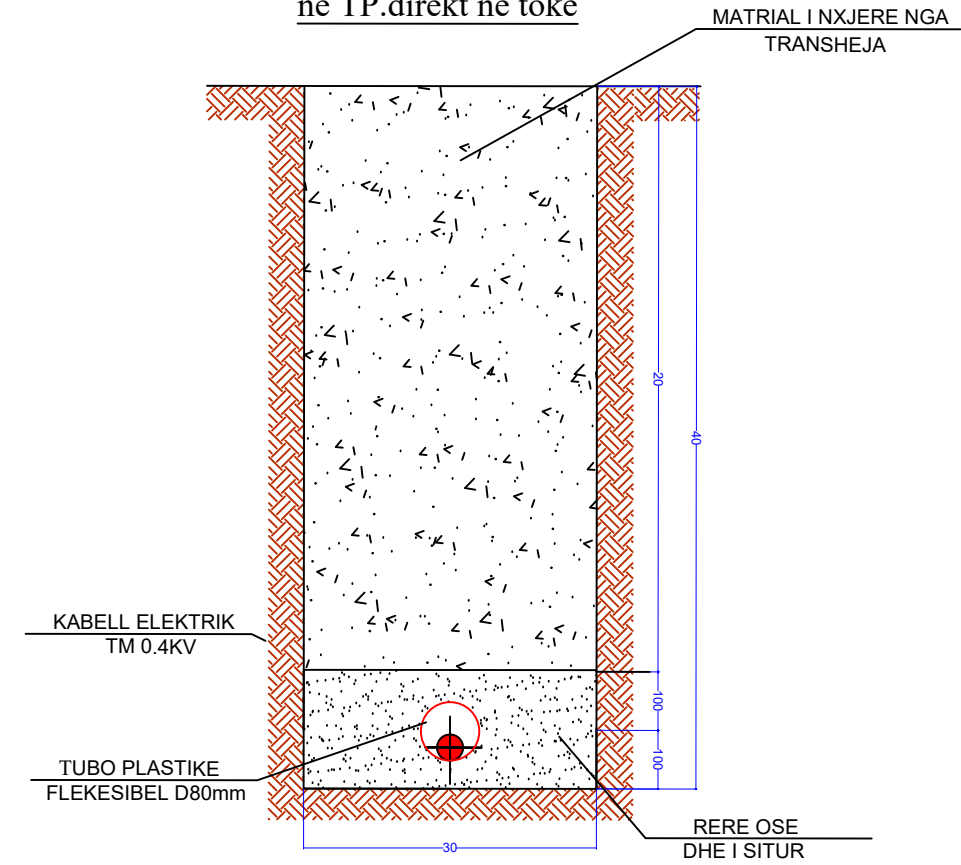 ne TP.direkt ne toke
MATRIAL I NXJERE NGA
TRANSHEJA
20
40
KABELL ELEKTRIK
TM 0.4KV
100
100
TUBO PLASTIKE
FLEKESIBEL D80mm
RERE OSE
DHE I SITUR
30